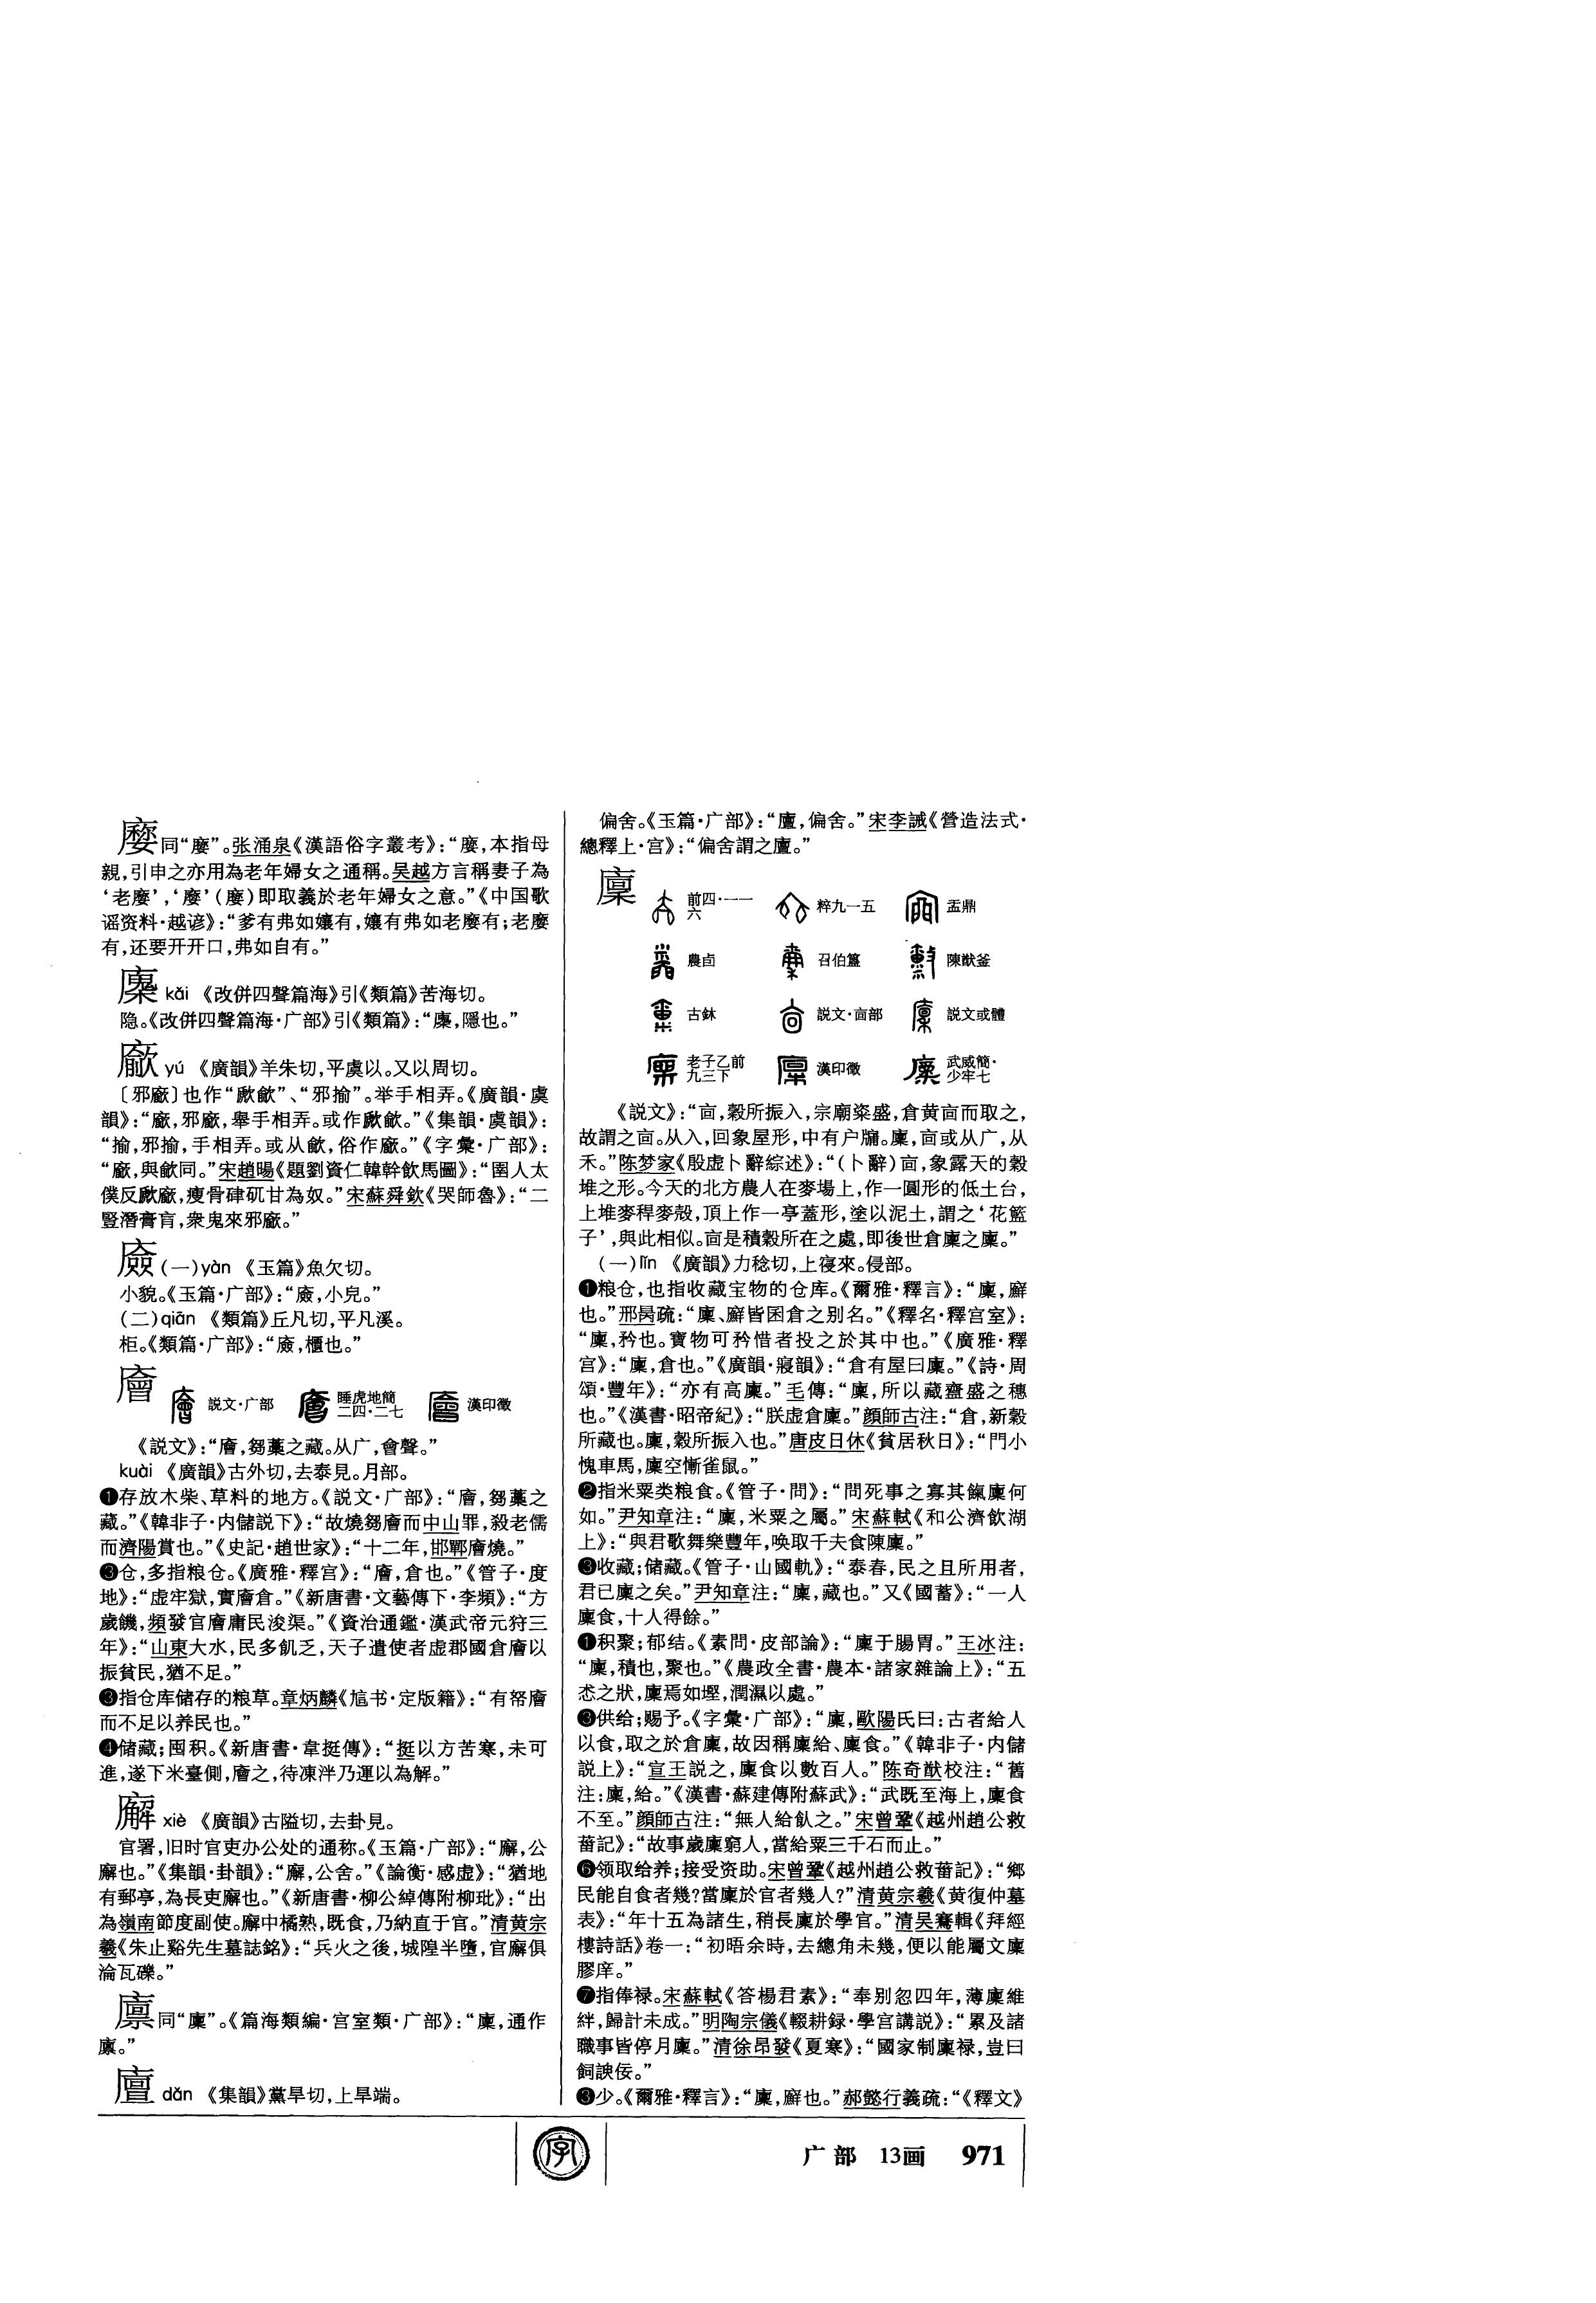 同“㜮”。张涌泉《漢語俗字叢考》:“㜮,本指母
親,引申之亦用為老年婦女之通稱。吴越方言稱妻子為
‘老㜮’,‘㜮’(㜮)即取義於老年婦女之意。”《中国歌
谣资料·越谚》:“爹有弗如孃有,孃有弗如老㜮有;老㜮
有,还要开开口,弗如自有。”
kǎi 《改併四聲篇海》引《類篇》苦海切。
隐。《改併四聲篇海·广部》引《類篇》:“,隱也。”
廞 yú 《廣韻》羊朱切,平虞以。又以周切。
〔邪〕也作“歋歈”、“邪揄”。举手相弄。《廣韻·虞
韻》:“,邪,舉手相弄。或作歋歈。”《集韻·虞韻》:
“揄,邪揄,手相弄。或从歈,俗作。”《字彙·广部》:
“,與歈同。”宋趙暘《題劉資仁韓幹飲馬圖》:“圉人太
僕反歋,瘦骨硉矹甘為奴。”宋蘇舜欽《哭師魯》:“二
豎潛膏肓,衆鬼來邪。”
㢛 (一)yàn 《玉篇》魚欠切。
小貌。《玉篇·广部》:“㢛,小皃。”
(二)qiān 《類篇》丘凡切,平凡溪。
柜。《類篇·广部》:“㢛,櫃也。”
廥 説文·广部 睡虎地簡二四·二七 漢印徵
《説文》:“廥,芻藁之藏。从广,會聲。”
kuài 《廣韻》古外切,去泰見。月部。
❶存放木柴、草料的地方。《説文·广部》:“廥,芻藁之
藏。”《韓非子·内儲説下》:“故燒芻廥而中山罪,殺老儒
而濟陽賞也。”《史記·趙世家》:“十二年,邯鄲廥燒。”
❸仓,多指粮仓。《廣雅·釋宫》:“廥,倉也。”《管子·度
地》:“虚牢獄,實廥倉。”《新唐書·文藝傳下·李頻》:“方
歲饑,頻發官廥庸民浚渠。”《資治通鑑·漢武帝元狩三
年》:“山東大水,民多飢乏,天子遣使者虚郡國倉廥以
振貧民,猶不足。”
❸指仓库储存的粮草。章炳麟《訄书·定版籍》:“有帑廥
而不足以养民也。”
❹储藏;囤积。《新唐書·韋挺傳》:“挺以方苦寒,未可
進,遂下米臺側,廥之,待凍泮乃運以為解。”
廨 xiè 《廣韻》古隘切,去卦見。
官署,旧时官吏办公处的通称。《玉篇·广部》:“廨,公
廨也。”《集韻·卦韻》:“廨,公舍。”《論衡·感虚》:“猶地
有郵亭,為長吏廨也。”《新唐書·柳公綽傳附柳玭》:“出
為嶺南節度副使。廨中橘熟,既食,乃納直于官。”清黄宗
羲《朱止谿先生墓誌銘》:“兵火之後,城隍半墮,官廨俱
淪瓦礫。”
廪 同“廩”。《篇海類編·宫室類·广部》:“廩,通作
廪。”
㢆 dǎn 《集韻》黨旱切,上旱端。
偏舍。《玉篇·广部》:“㢆,偏舍。”宋李誡《營造法式·
總釋上·宫》:“偏舍謂之㢆。”
廩 前四·一一六 粹九一五 盂鼎
農卣 召伯簋 陳猷釜
古鉥 説文·㐭部 説文或體
老子乙前九三下 漢印徵 武威簡·少牢七
《説文》:“㐭,穀所振入,宗廟粢盛,倉黄㐭而取之,
故謂之㐭。从入,回象屋形,中有户牖。廩,㐭或从广,从
禾。”陈梦家《殷虚卜辭綜述》:“(卜辭)㐭,象露天的穀
堆之形。今天的北方農人在麥場上,作一圓形的低土台,
上堆麥稈麥殻,頂上作一亭蓋形,塗以泥土,謂之‘花籃
子’,與此相似。㐭是積穀所在之處,即後世倉廩之廩。”
(一)lǐn 《廣韻》力稔切,上寑來。侵部。
❶粮仓,也指收藏宝物的仓库。《爾雅·釋言》:“廩,廯
也。”邢昺疏:“廩、廯皆囷倉之别名。”《釋名·釋宫室》:
“廩,矜也。寶物可矜惜者投之於其中也。”《廣雅·釋
宫》:“廩,倉也。”《廣韻·寑韻》:“倉有屋曰廩。”《詩·周
頌·豐年》:“亦有高廩。”毛傳:“廩,所以藏齍盛之穗
也。”《漢書·昭帝紀》:“朕虚倉廩。”顔師古注:“倉,新穀
所藏也。廩,穀所振入也。”唐皮日休《貧居秋日》:“門小
愧車馬,廩空慚雀鼠。”
❷指米粟类粮食。《管子·問》:“問死事之寡其餼廩何
如。”尹知章注:“廩,米粟之屬。”宋蘇軾《和公濟飲湖
上》:“與君歌舞樂豐年,唤取千夫食陳廩。”
❸收藏;储藏。《管子·山國軌》:“泰春,民之且所用者,
君已廩之矣。”尹知章注:“廩,藏也。”又《國蓄》:“一人
廩食,十人得餘。”
❶积聚;郁结。《素問·皮部論》:“廩于腸胃。”王冰注:
“廩,積也,聚也。”《農政全書·農本·諸家雜論上》:“五
怸之狀,廩焉如壏,潤濕以處。”
❸供给;赐予。《字彙·广部》:“廩,歐陽氏曰:古者給人
以食,取之於倉廩,故因稱廩給、廩食。”《韓非子·内儲
説上》:“宣王説之,廩食以數百人。”陈奇猷校注:“舊
注:廩,給。”《漢書·蘇建傳附蘇武》:“武既至海上,廩食
不至。”顔師古注:“無人給飤之。”宋曾鞏《越州趙公救
菑記》:“故事歲廩窮人,當給粟三千石而止。”
❻领取给养;接受资助。宋曾鞏《越州趙公救菑記》:“鄉
民能自食者幾?當廩於官者幾人?”清黄宗羲《黄復仲墓
表》:“年十五為諸生,稍長廩於學官。”清吴騫輯《拜經
樓詩話》卷一:“初晤余時,去總角未幾,便以能屬文廩
膠庠。”
❼指俸禄。宋蘇軾《答楊君素》:“奉别忽四年,薄廩維
絆,歸計未成。”明陶宗儀《輟耕録·學宫講説》:“累及諸
職事皆停月廩。”清徐昂發《夏寒》:“國家制廩禄,豈曰
飼諛佞。”
❸少。《爾雅·釋言》:“廩,廯也。”郝懿行義疏:“《釋文》
字 广部 13画 971